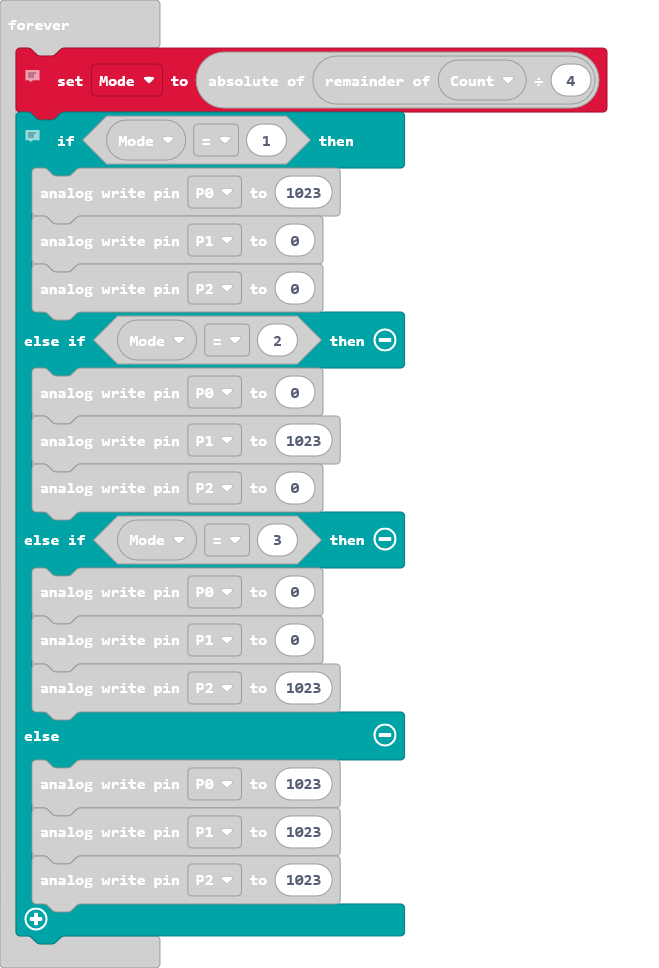 forever
set Mode to absolute of remainder of Count ÷ 4
if Mode = 1 then
analog write pin P0 to 1023
analog write pin P1 to 0
analog write pin P2 to 0
else if Mode = 2 then
analog write pin P0 to 0
analog write pin P1 to 1023
analog write pin P2 to 0
else if Mode = 3 then
analog write pin P0 to 0
analog write pin P1 to 0
analog write pin P2 to 1023
else
analog write pin P0 to 1023
analog write pin P1 to 1023
analog write pin P2 to 1023